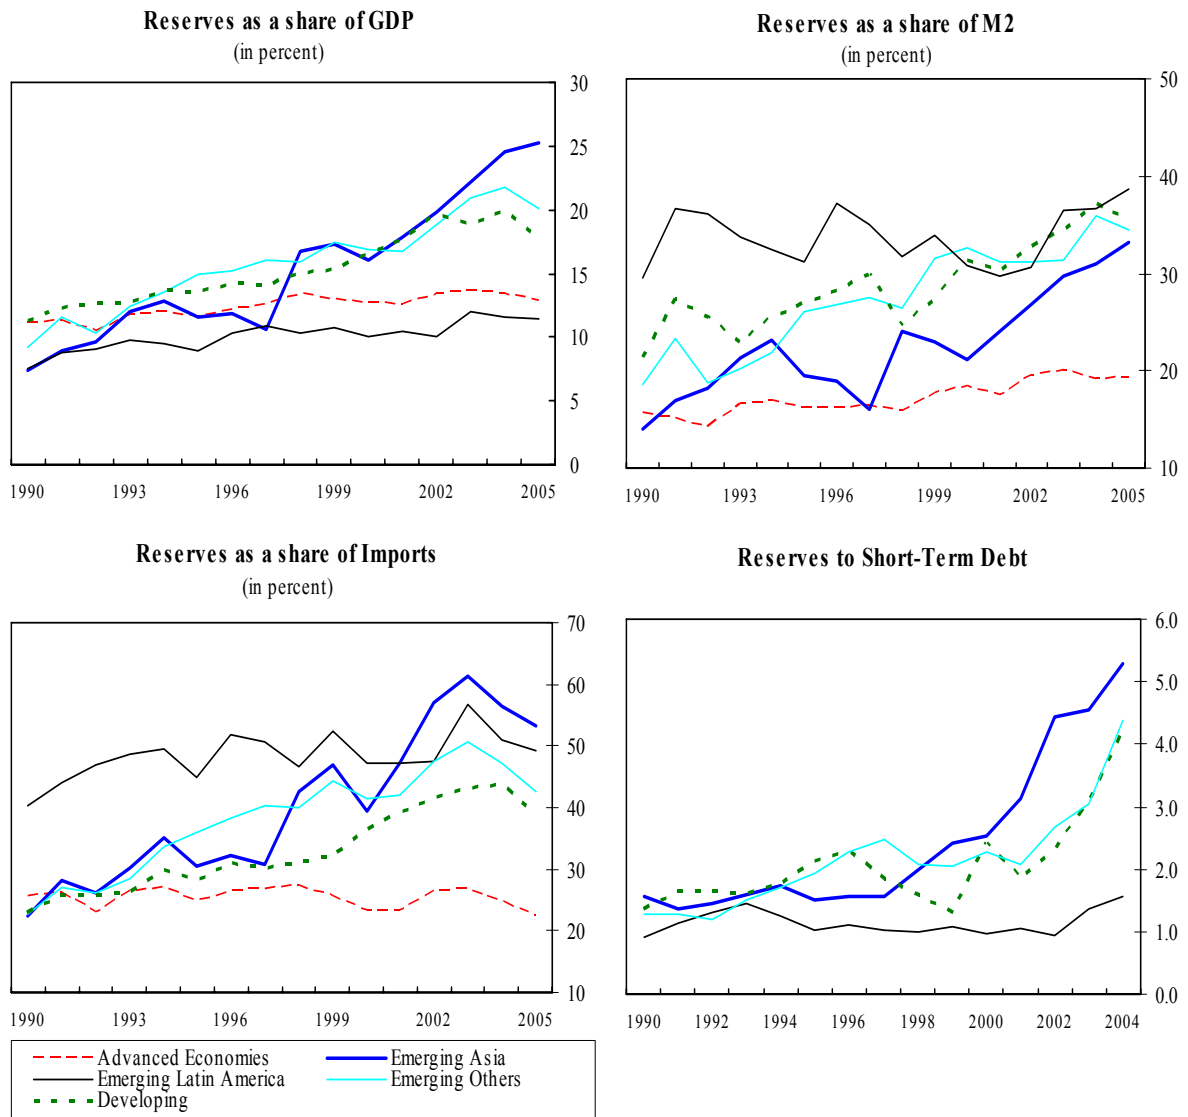 Reserves as a share of GDP
(in percent)
30
25
20
15
10
5
0
1990 1993 1996 1999 2002 2005
Reserves as a share of M2
(in percent)
50
40
30
20
10
1990 1993 1996 1999 2002 2005
Reserves as a share of Imports
(in percent)
70
60
50
40
30
20
10
1990 1993 1996 1999 2002 2005
Reserves to Short-Term Debt
6.0
5.0
4.0
3.0
2.0
1.0
0.0
1990 1992 1994 1996 1998 2000 2002 2004
Advanced Economies Emerging Asia
Emerging Latin America Emerging Others
Developing